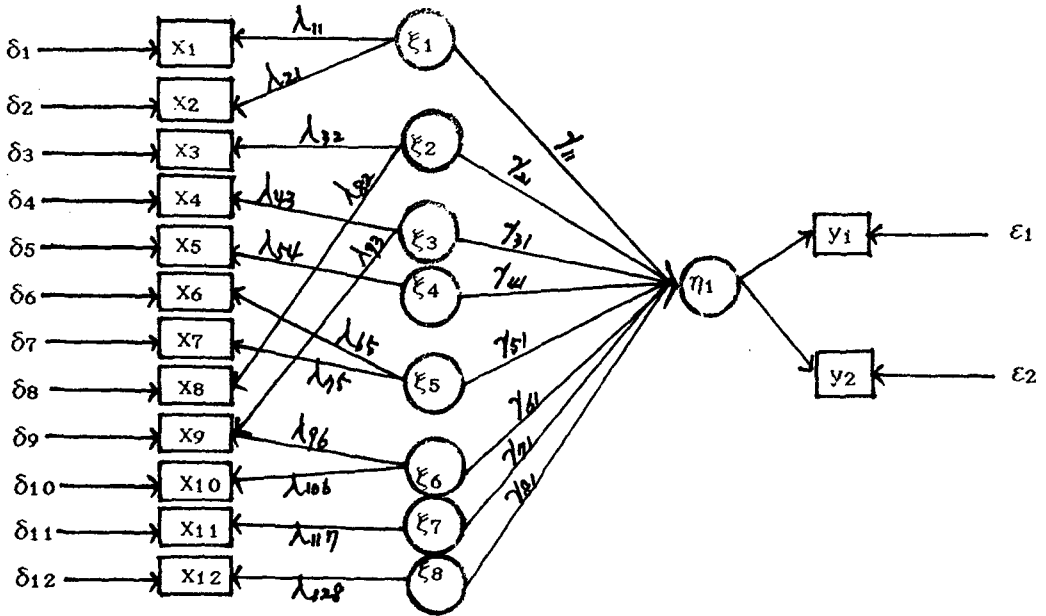 δ1 X1 λ11 ξ1
δ2 X2 λ21
δ3 X3 λ32 ξ2 γ11
δ4 X4 λ43 λ82 γ21
δ5 X5 λ54 λ93 ξ3 γ31 y1 ε1
δ6 X6 ξ4 γ41 η1
δ7 X7 λ65 γ51
δ8 X8 λ75 ξ5 y2 ε2
δ9 X9 λ96 γ61
δ10 X10 λ106 ξ6 γ71
δ11 X11 λ117 ξ7 γ81
δ12 X12 λ128 ξ8